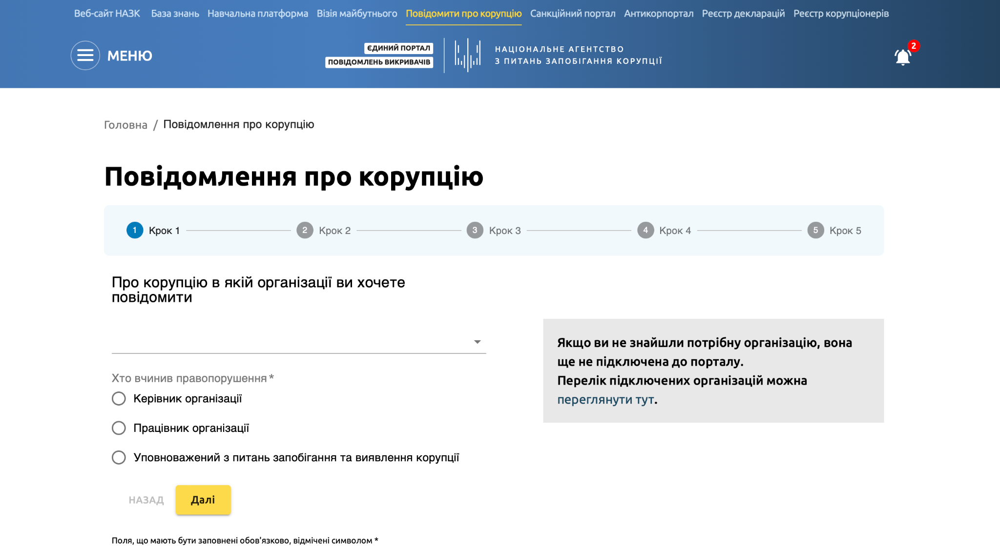 Веб-сайт НАЗК База знань Навчальна платформа Візія майбутнього Повідомити про корупцію Санкційний портал Антикорпортал Реєстр декларацій Реєстр корупціонерів
МЕНЮ
ЄДИНИЙ ПОРТАЛ
ПОВІДОМЛЕНЬ ВИКРИВАЧІВ
НАЦІОНАЛЬНЕ АГЕНТСТВО
З ПИТАНЬ ЗАПОБІГАННЯ КОРУПЦІЇ
2
Головна / Повідомлення про корупцію
Повідомлення про корупцію
1 Крок 1 2 Крок 2 3 Крок 3 4 Крок 4 5 Крок 5
Про корупцію в якій організації ви хочете
повідомити
Хто вчинив правопорушення *
Керівник організації
Працівник організації
Уповноважений з питань запобігання та виявлення корупції
НАЗАД Далі
Поля, що мають бути заповнені обов'язково, відмічені символом *
Якщо ви не знайшли потрібну організацію, вона
ще не підключена до порталу.
Перелік підключених організацій можна
переглянути тут.